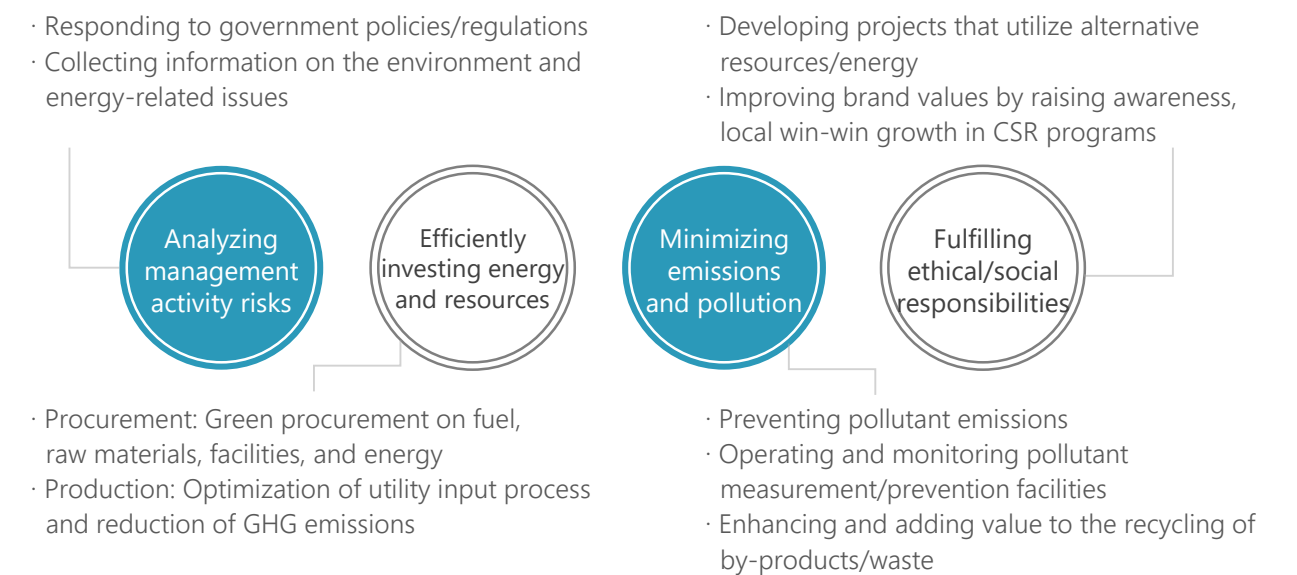 · Responding to government policies/regulations
· Collecting information on the environment and
energy-related issues
· Developing projects that utilize alternative
resources/energy
· Improving brand values by raising awareness,
local win-win growth in CSR programs
Analyzing
management
activity risks
Efficiently
investing energy
and resources
Minimizing
emissions
and pollution
Fulfilling
ethical/social
responsibilities
· Procurement: Green procurement on fuel,
raw materials, facilities, and energy
· Production: Optimization of utility input process
and reduction of GHG emissions
· Preventing pollutant emissions
· Operating and monitoring pollutant
measurement/prevention facilities
· Enhancing and adding value to the recycling of
by-products/waste